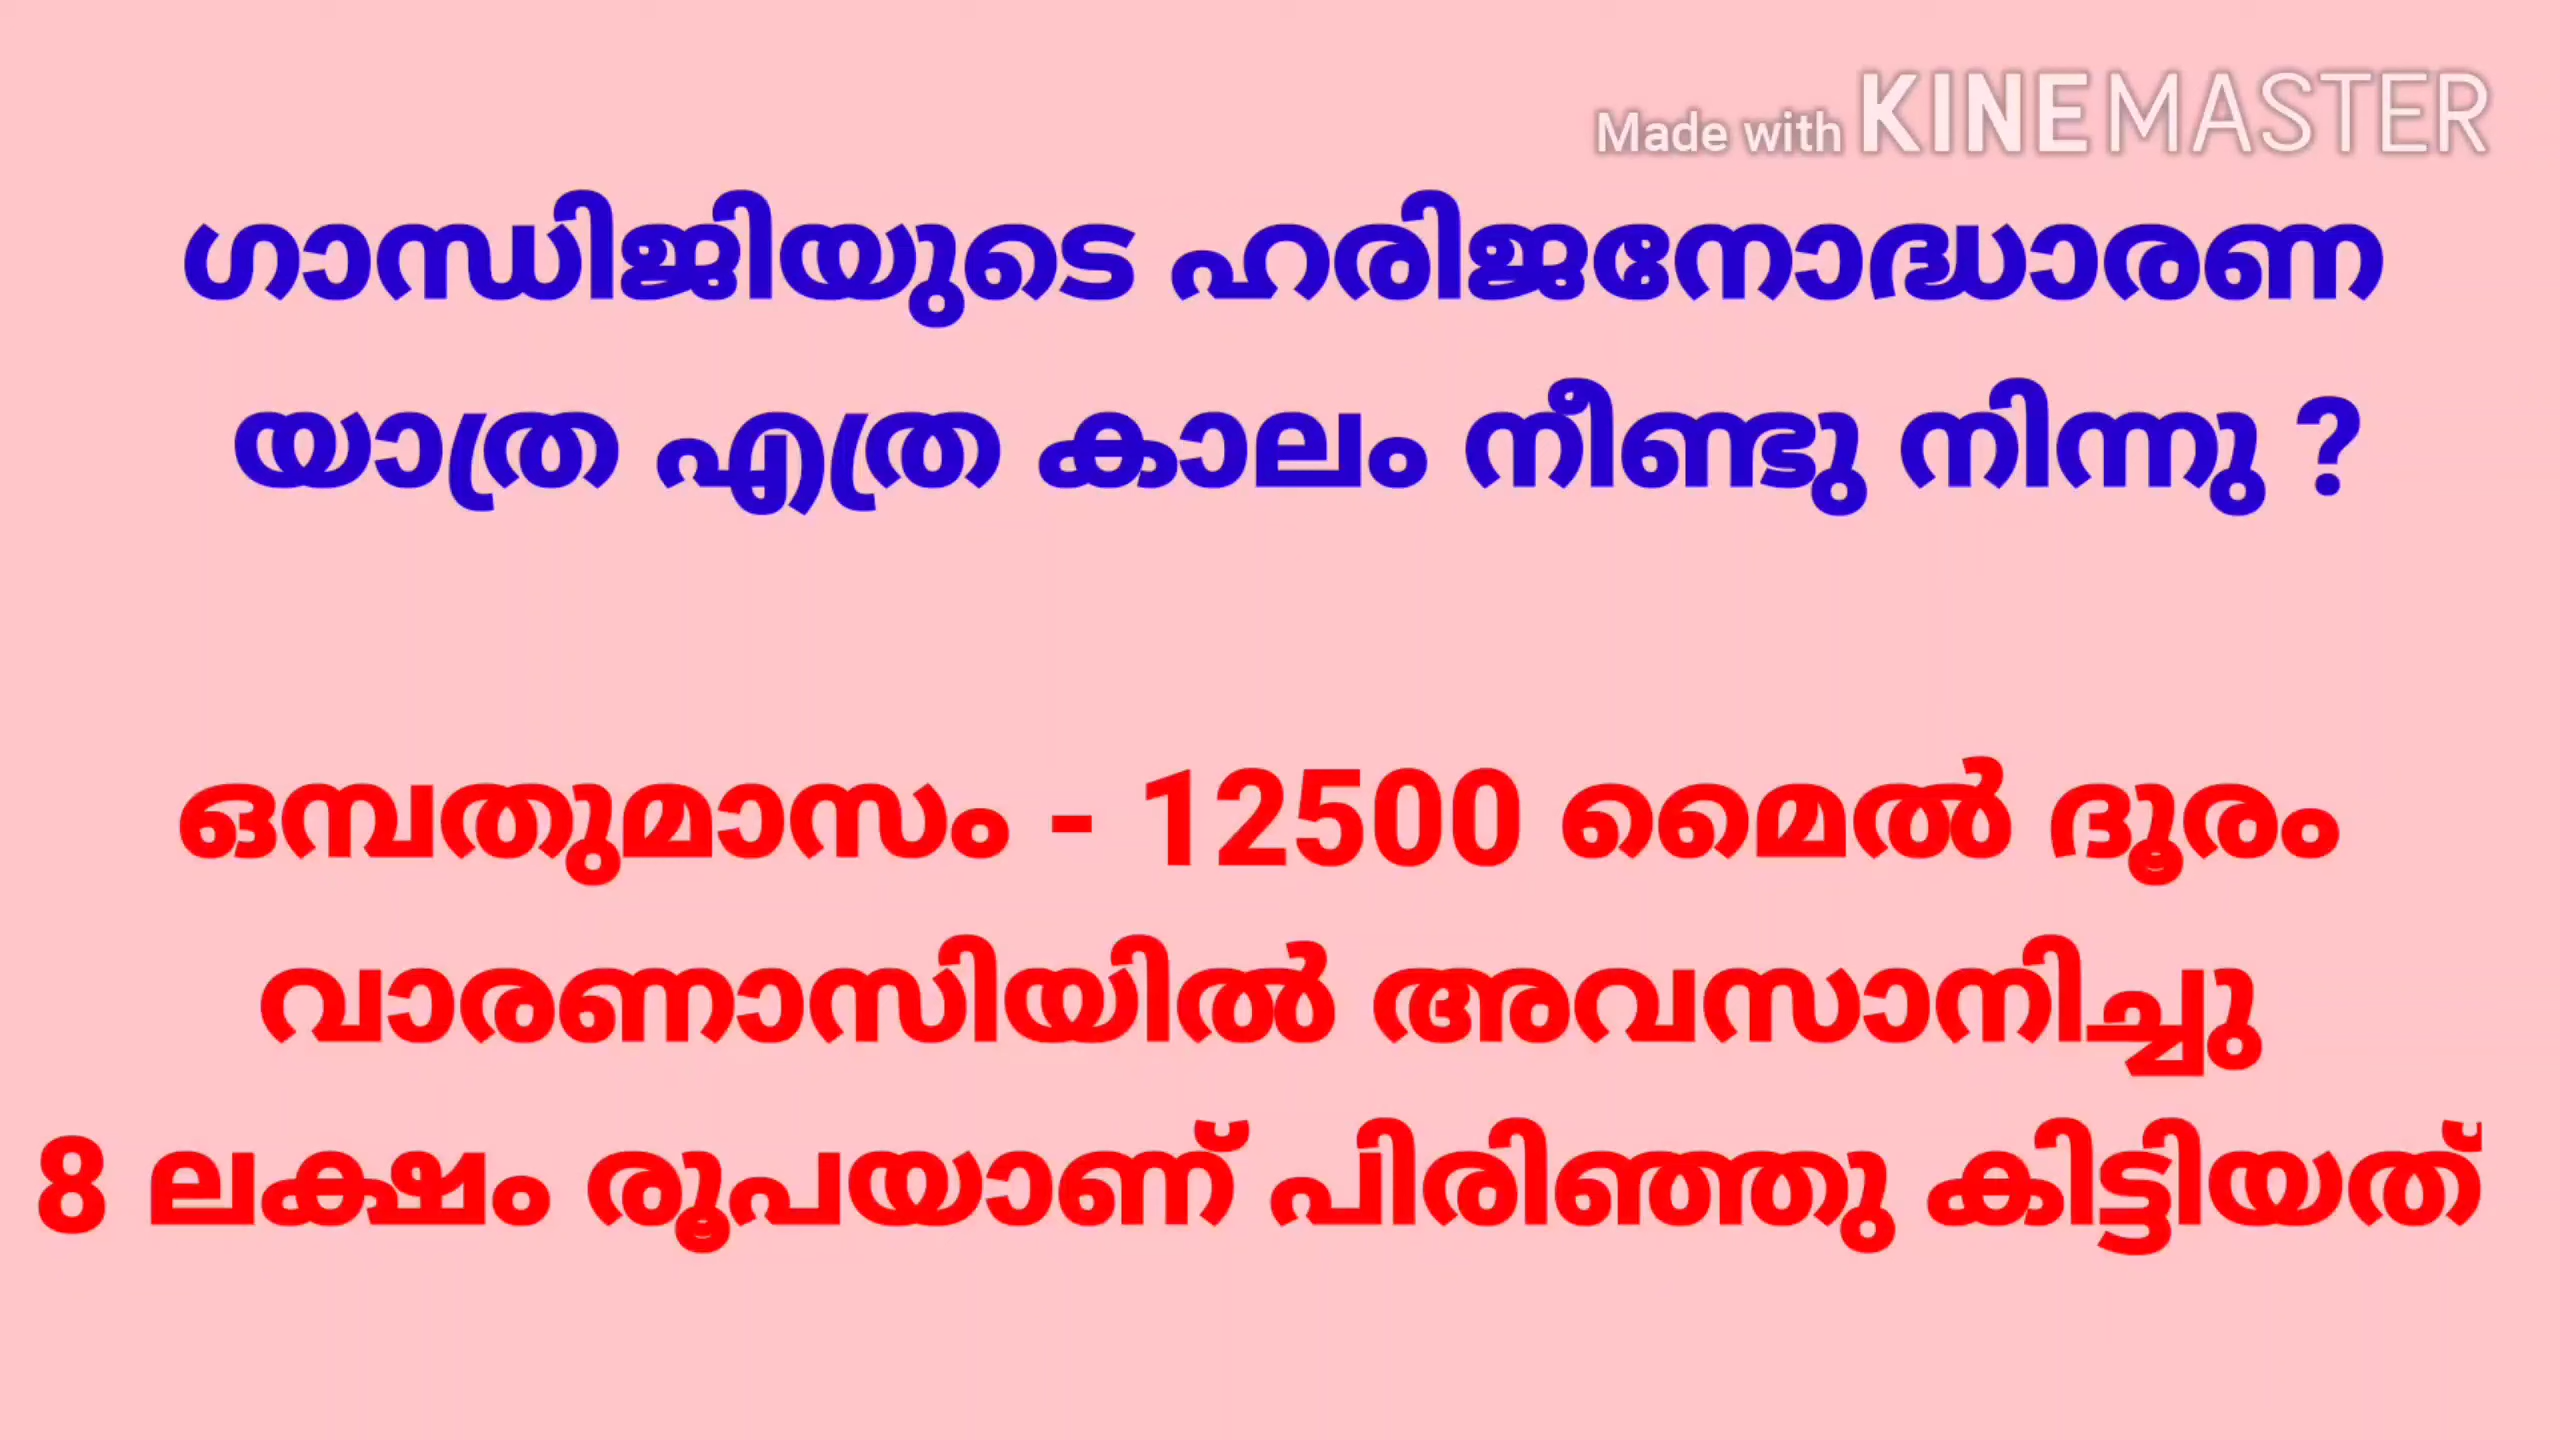 Made with KINEMASTER
ഗാന്ധിജിയുടെ ഹരിജനോദ്ധാരണ
യാത്ര എത്ര കാലം നീണ്ടു നിന്നു ?
ഒമ്പതുമാസം - 12500 മൈൽ ദൂരം
വാരണാസിയിൽ അവസാനിച്ചു
8 ലക്ഷം രൂപയാണ് പിരിഞ്ഞു കിട്ടിയത്